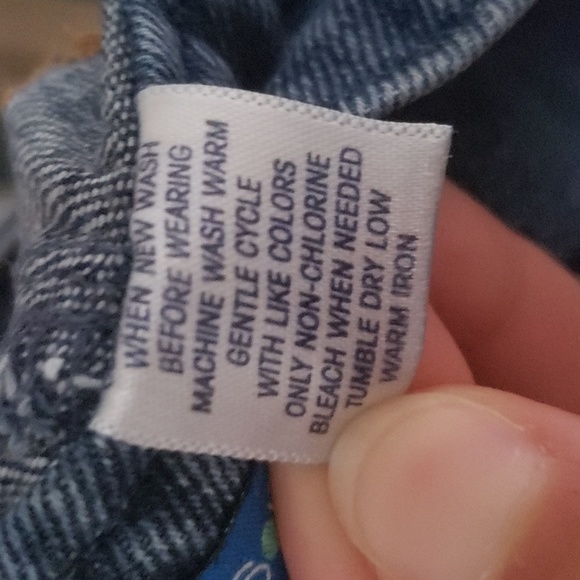 WHEN NEW WASH
BEFORE WEARING
MACHINE WASH WARM
GENTLE CYCLE
WITH LIKE COLORS
ONLY NON-CHLORINE
BLEACH WHEN NEEDED
TUMBLE DRY LOW
WARM IRON